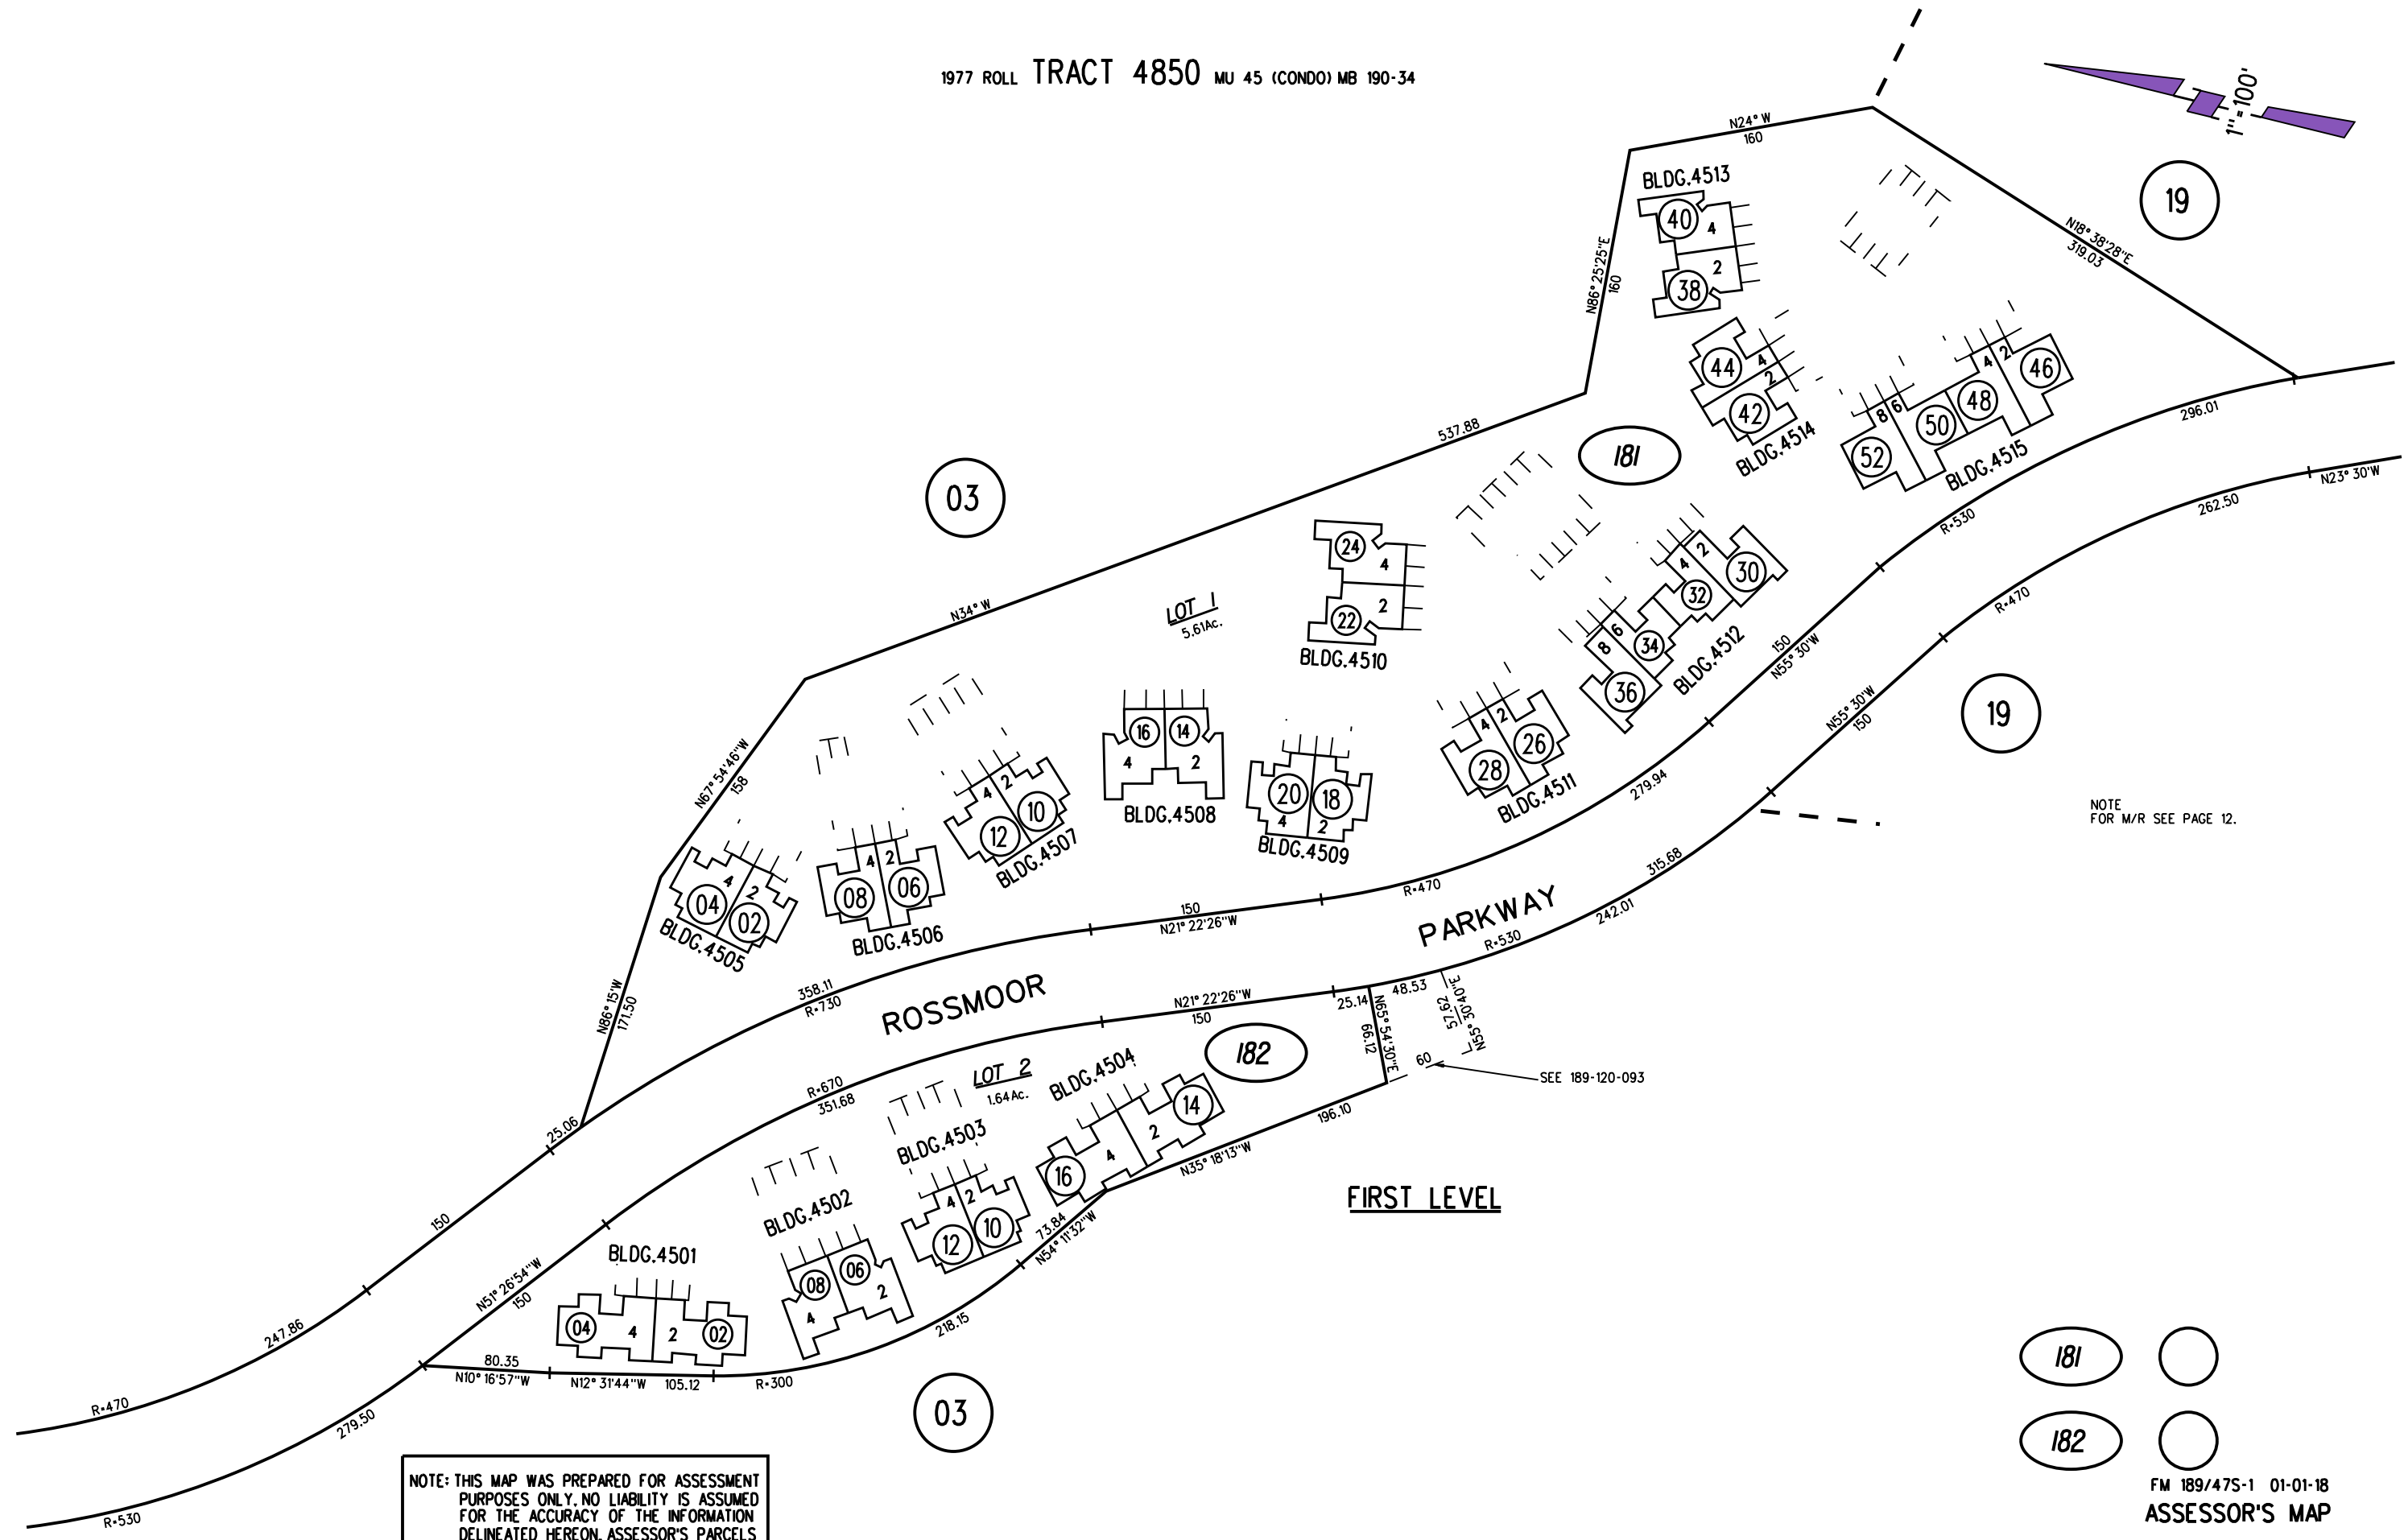 1977 ROLL TRACT 4850 MU 45 (CONDO) MB 190-34
1"=100'
N24° W
160
BLDG.4513
40
4
2
38
19
N18° 38'28"E
319.03
N86° 25'25"E
160
44
4
2
42
BLDG.4514
46
2
4
48
50
6
8
52
BLDG.4515
296.01
537.88
181
03
262.50
N23° 30'W
R=530
R=470
24
4
2
22
BLDG.4510
LOT 1
5.61Ac.
N34° W
30
2
4
32
34
6
8
36
BLDG.4512
150
N55° 30'W
N55° 30'W
150
19
N67° 54'46"W
158
16
14
4
2
BLDG.4508
20
18
4
2
BLDG.4509
4
2
28
26
BLDG.4511
279.94
4
2
12
10
BLDG.4507
NOTE
FOR M/R SEE PAGE 12.
4
2
04
02
BLDG.4505
4
2
08
06
BLDG.4506
150
N21° 22'26"W
R=470
315.68
242.01
R=530
ROSSMOOR PARKWAY
N86° 15'W
171.50
358.11
R=730
N21° 22'26"W
150
25.14
48.53
N65° 54'30"E
66.12
57.62
N55° 30'40"E
60
SEE 189-120-093
182
R=670
351.68
LOT 2
1.64Ac.
BLDG.4504
14
2
4
16
196.10
N35° 18'13"W
25.06
BLDG.4503
4
2
12
10
73.84
N54° 11'32"W
FIRST LEVEL
150
BLDG.4502
08
06
4
2
218.15
BLDG.4501
04
4
2
02
N51° 26'54"W
150
80.35
N10° 16'57"W
N12° 31'44"W
105.12
R=300
03
247.86
R=470
279.50
R=530
181
182
NOTE: THIS MAP WAS PREPARED FOR ASSESSMENT
PURPOSES ONLY. NO LIABILITY IS ASSUMED
FOR THE ACCURACY OF THE INFORMATION
DELINEATED HEREON. ASSESSOR'S PARCELS
FM 189/47S-1 01-01-18
ASSESSOR'S MAP